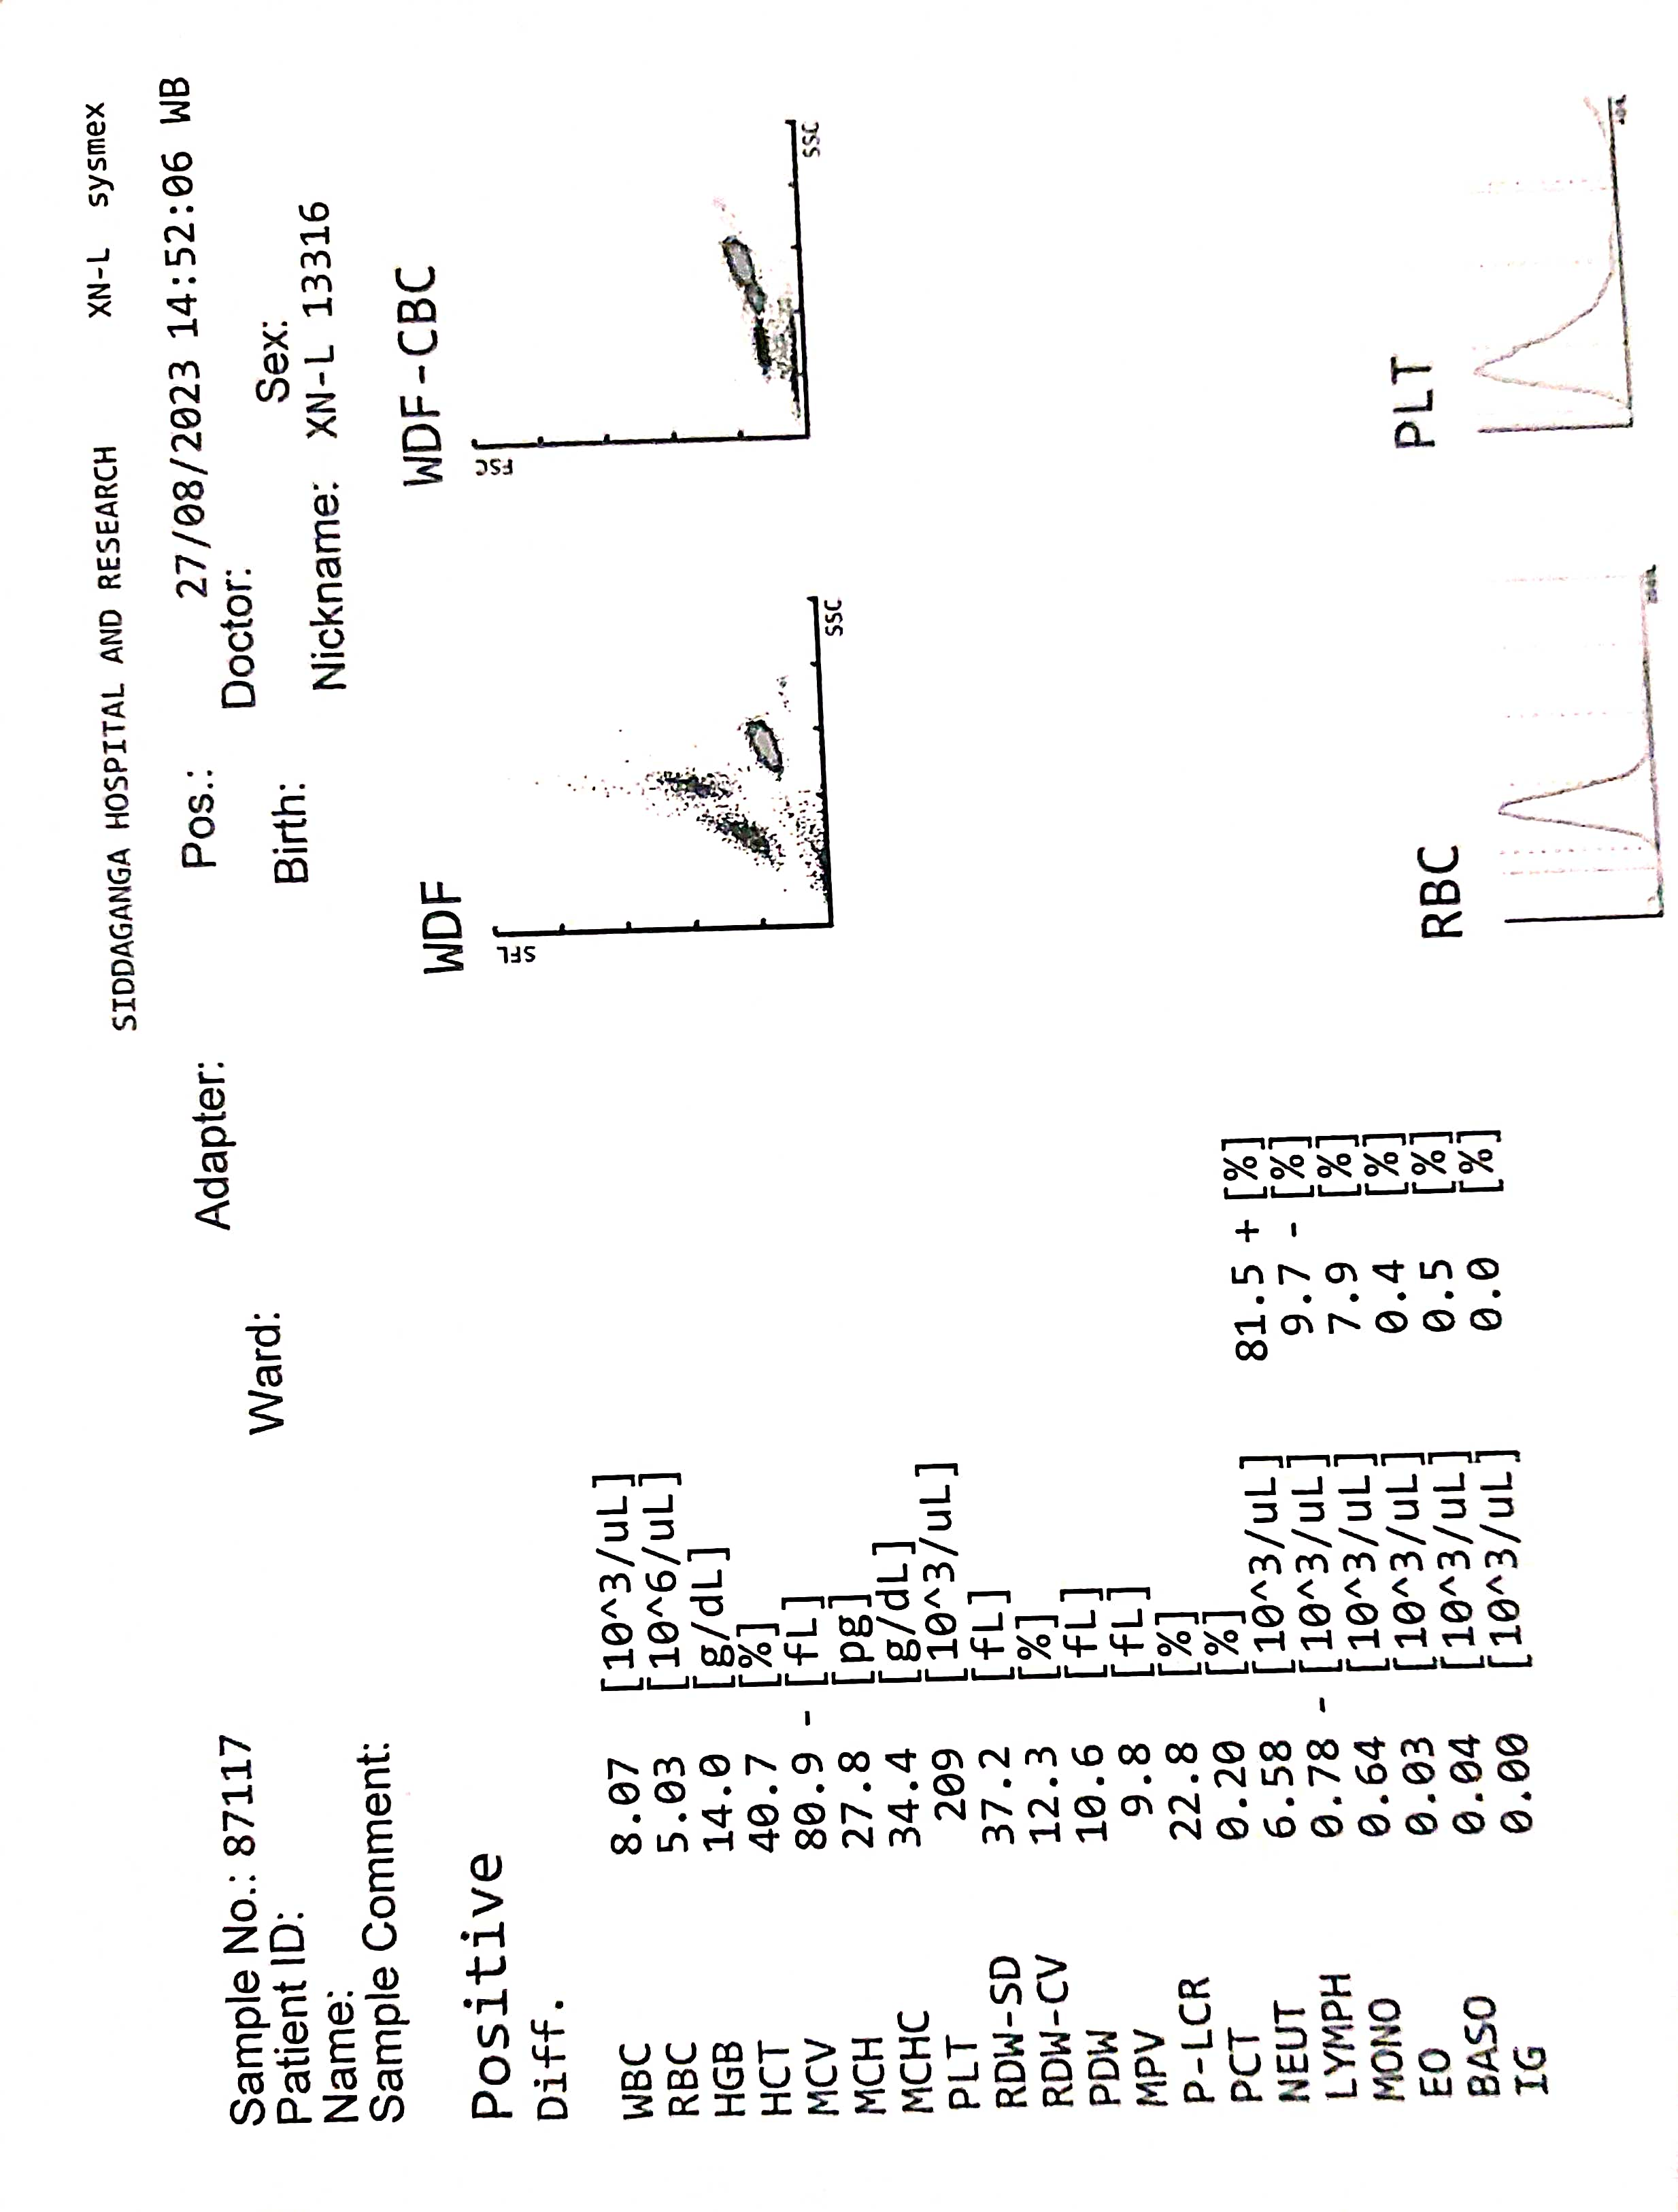 SIDDAGANGA HOSPITAL AND RESEARCH XN-L sysmex
Sample No.: 87117 Adapter: Pos.: 27/08/2023 14:52:06 WB
Patient ID: Ward: Doctor:
Name: Birth: Sex:
Sample Comment: Nickname: XN-L 13316
Positive
Diff.
WDF WDF-CBC
SFL FSC
SSC SSC
WBC 8.07 [10^3/uL]
RBC 5.03 [10^6/uL]
HGB 14.0 [g/dL]
HCT 40.7 [%]
MCV 80.9 - [fL]
MCH 27.8 [pg]
MCHC 34.4 [g/dL]
PLT 209 [10^3/uL]
RDW-SD 37.2 [fL]
RDW-CV 12.3 [%]
PDW 10.6 [fL]
MPV 9.8 [fL]
P-LCR 22.8 [%]
PCT 0.20 [%]
NEUT 6.58 [10^3/uL] 81.5 + [%]
LYMPH 0.78 - [10^3/uL] 9.7 - [%]
MONO 0.64 [10^3/uL] 7.9 [%]
EO 0.03 [10^3/uL] 0.4 [%]
BASO 0.04 [10^3/uL] 0.5 [%]
IG 0.00 [10^3/uL] 0.0 [%]
RBC PLT